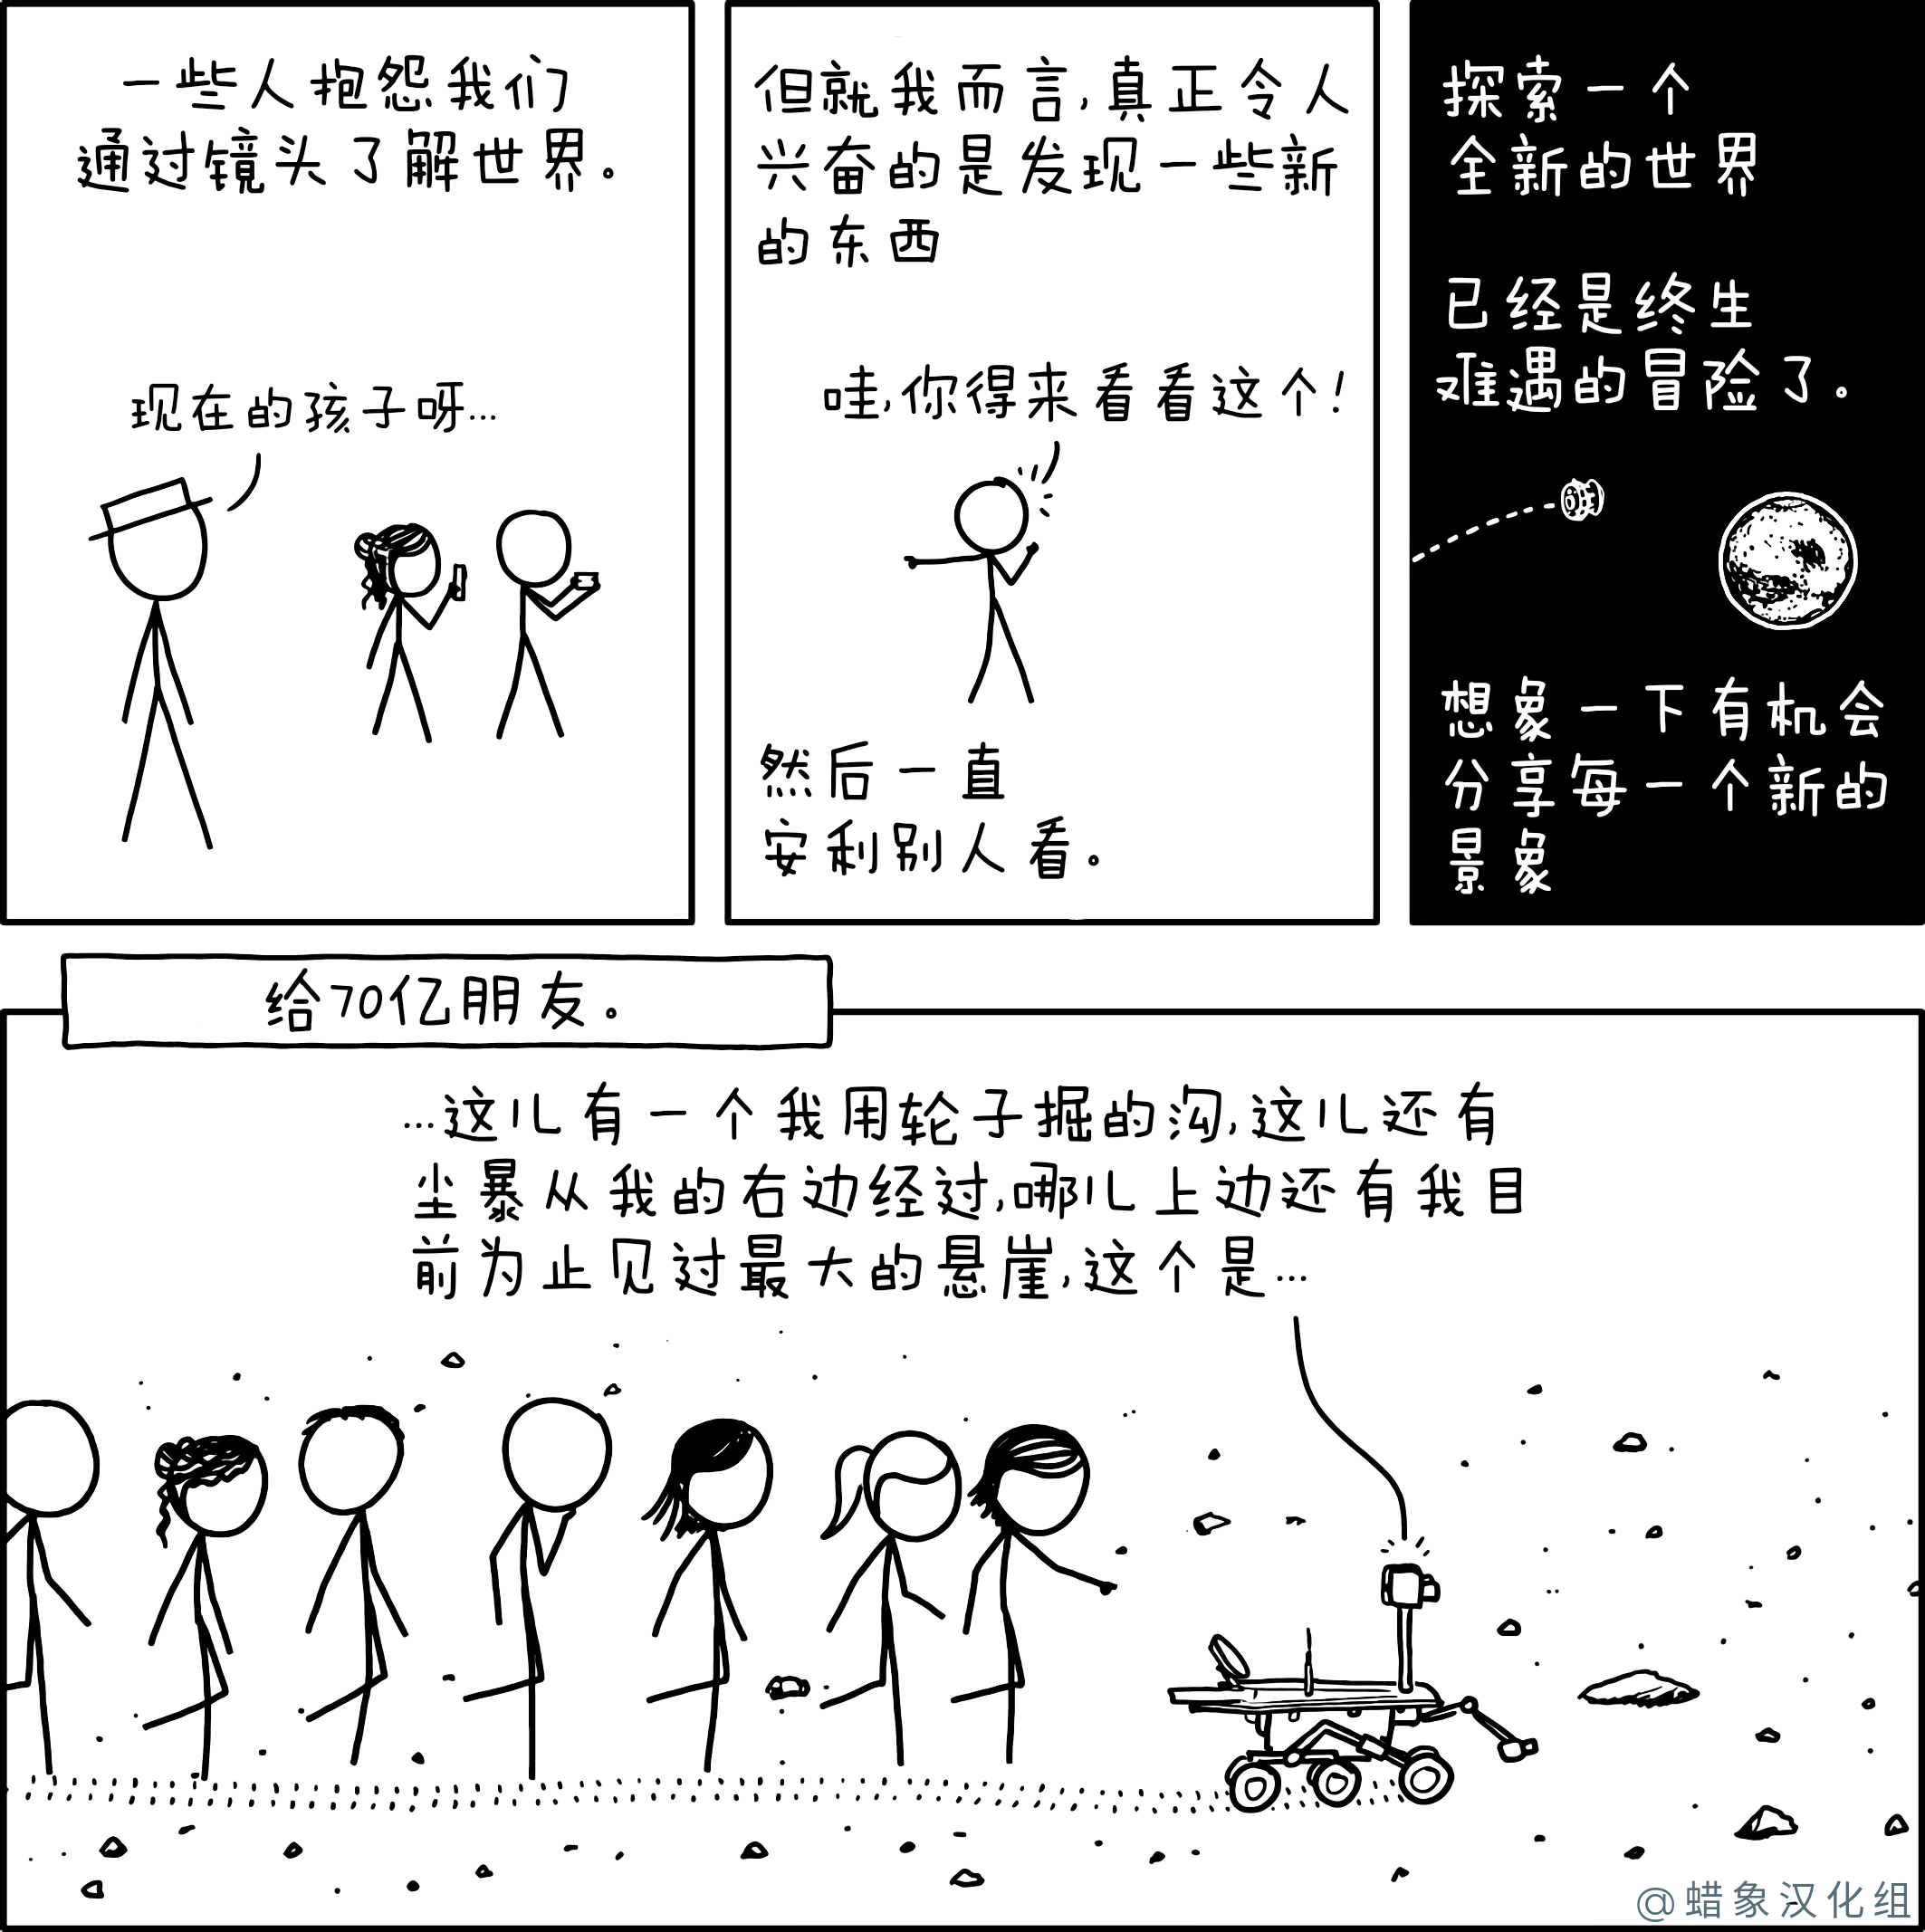 一些人抱怨我们
通过镜头了解世界。
现在的孩子呀...
但就我而言,真正令人
兴奋的是发现一些新
的东西
哇,你得来看看这个!
然后一直
安利别人看。
探索一个
全新的世界
已经是终生
难遇的冒险了。
想象一下有机会
分享每一个新的
景象
给70亿朋友。
...这儿有一个我用轮子掘的沟,这儿还有
尘暴从我的右边经过,哪儿上边还有我目
前为止见过最大的悬崖,这个是...
@蜡象汉化组